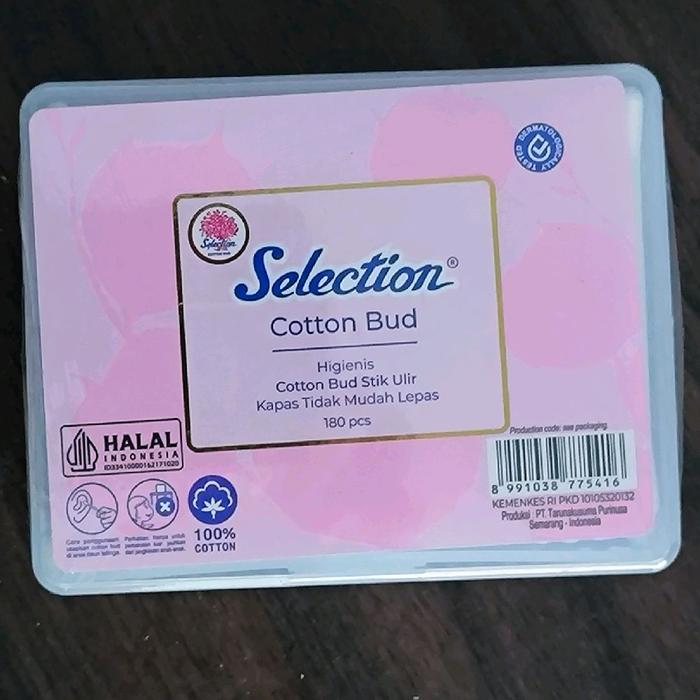 DERMATOLOGICALLY TESTED
Selection
COTTON BUD
Selection®
Cotton Bud
Higienis
Cotton Bud Stik Ulir
Kapas Tidak Mudah Lepas
180 pcs
HALAL
INDONESIA
ID33410000162171020
100%
COTTON
Production code: see packaging.
8 991038 775416
KEMENKES RI PKD 10105320132
Produksi : PT. Tarunakusuma Purinusa
Semarang - Indonesia